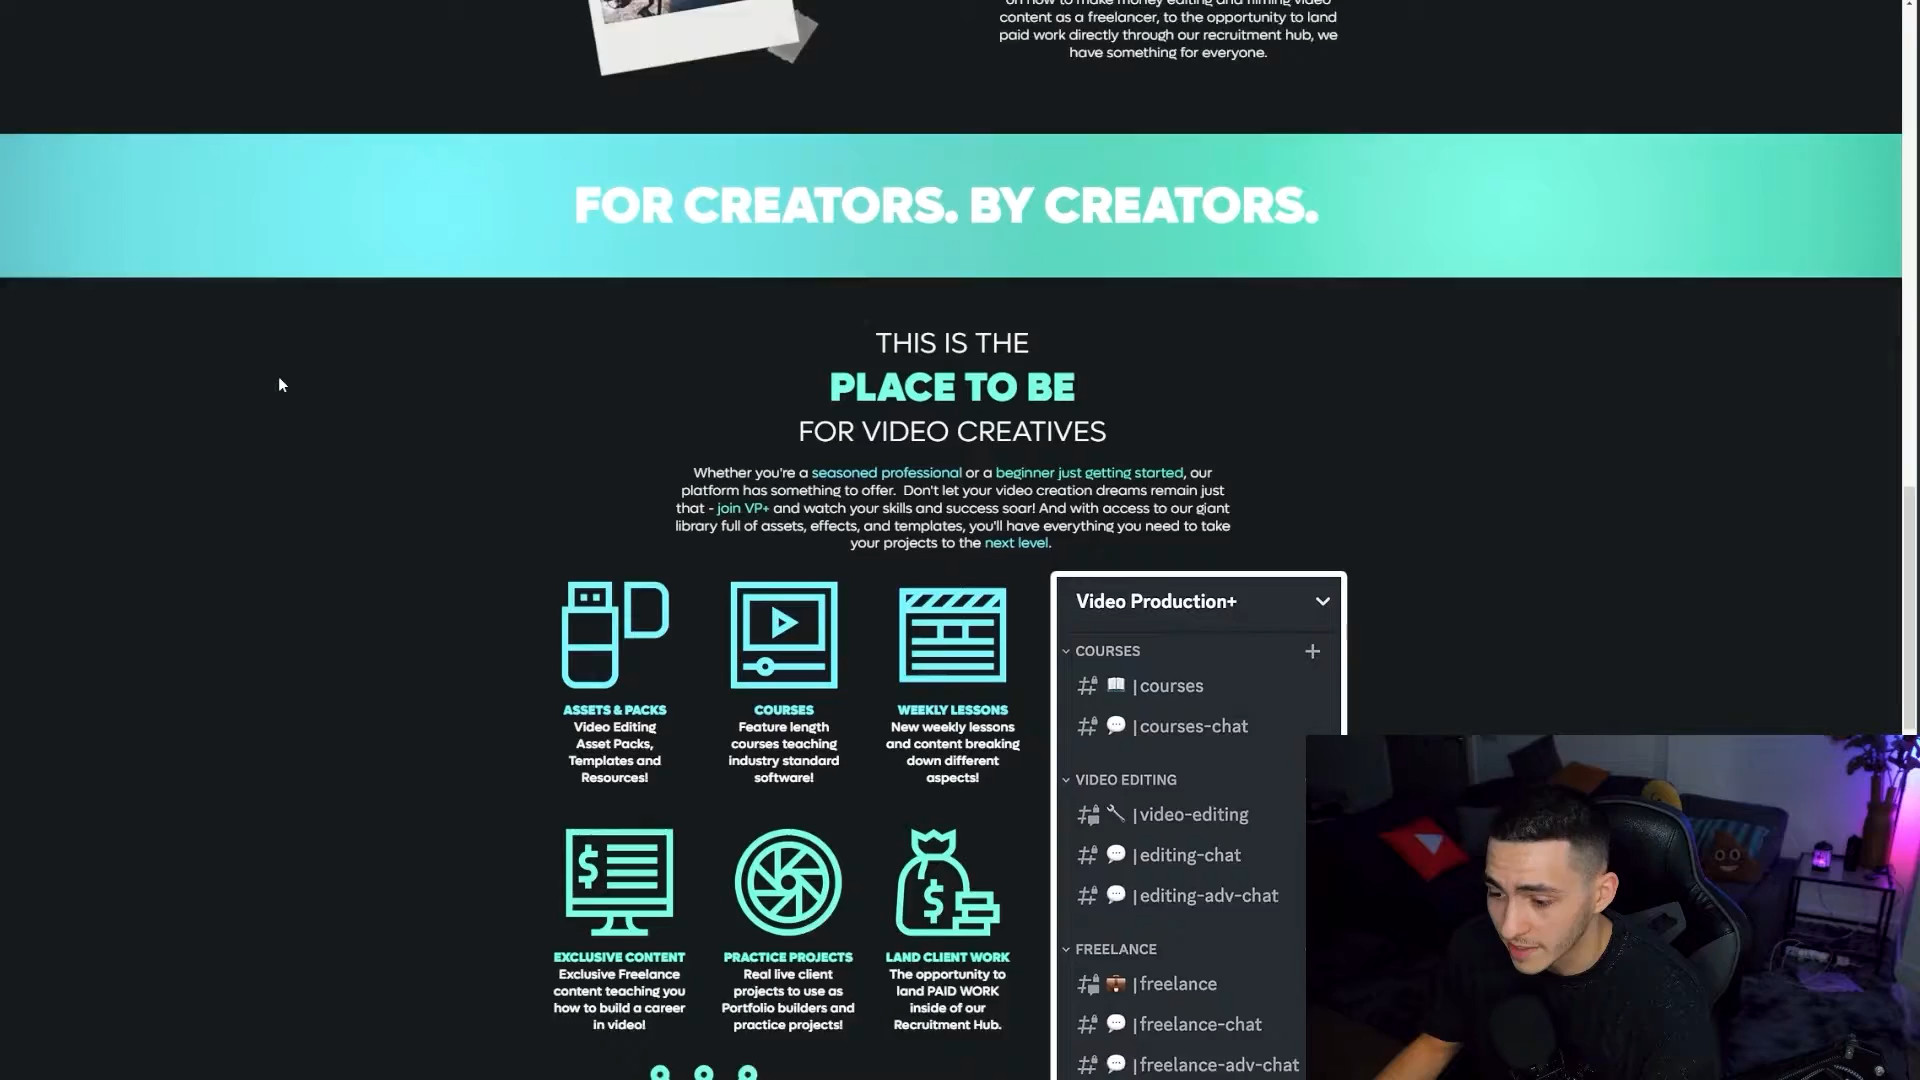 on how to make money editing and filming video
content as a freelancer, to the opportunity to land
paid work directly through our recruitment hub, we
have something for everyone.
FOR CREATORS. BY CREATORS.
THIS IS THE
PLACE TO BE
FOR VIDEO CREATIVES
Whether you're a seasoned professional or a beginner just getting started, our
platform has something to offer. Don't let your video creation dreams remain just
that - join VP+ and watch your skills and success soar! And with access to our giant
library full of assets, effects, and templates, you'll have everything you need to take
your projects to the next level.
ASSETS & PACKS
Video Editing
Asset Packs,
Templates and
Resources!
COURSES
Feature length
courses teaching
industry standard
software!
WEEKLY LESSONS
New weekly lessons
and content breaking
down different
aspects!
EXCLUSIVE CONTENT
Exclusive Freelance
content teaching you
how to build a career
in video!
PRACTICE PROJECTS
Real live client
projects to use as
Portfolio builders and
practice projects!
LAND CLIENT WORK
The opportunity to
land PAID WORK
inside of our
Recruitment Hub.
Video Production+
COURSES
| courses
| courses-chat
VIDEO EDITING
| video-editing
| editing-chat
| editing-adv-chat
FREELANCE
| freelance
| freelance-chat
| freelance-adv-chat